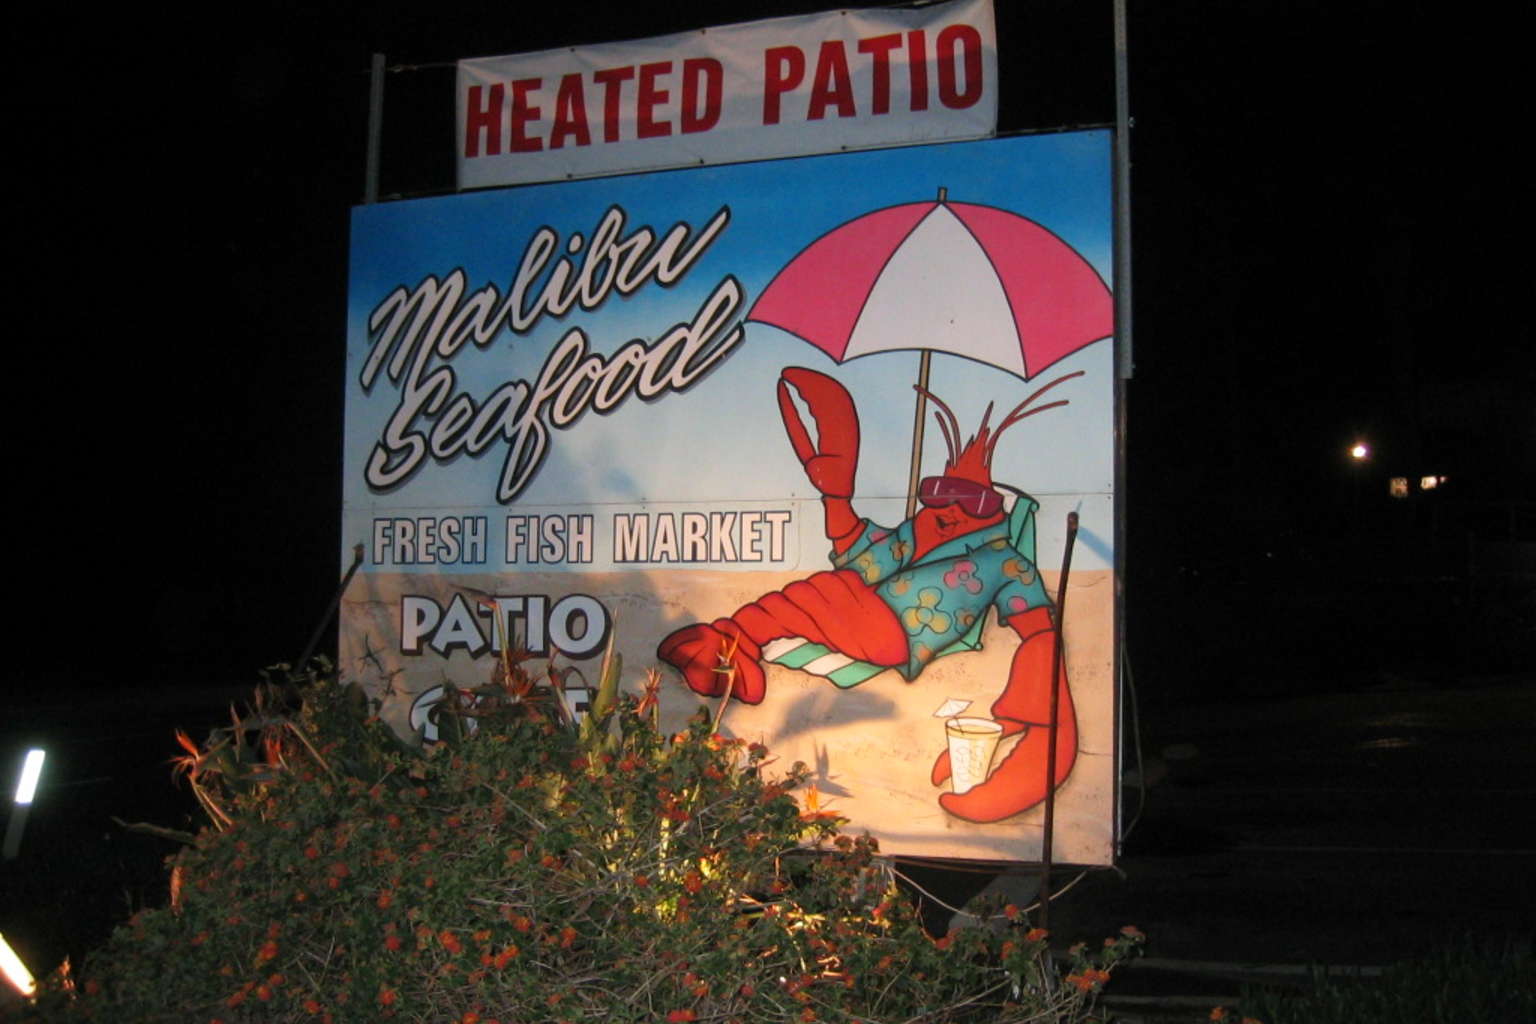 HEATED PATIO
Malibu
Seafood
FRESH FISH MARKET
PATIO